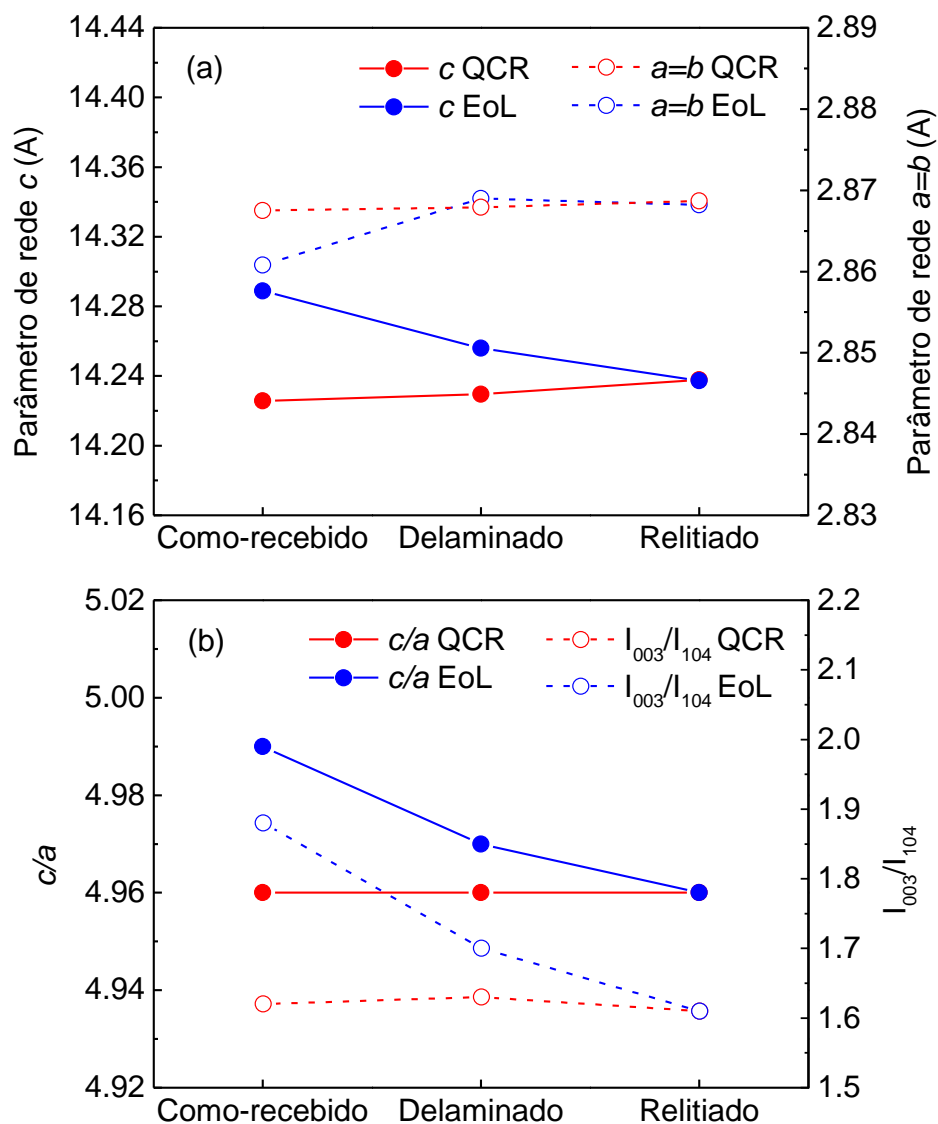 14.44
14.40
14.36
14.32
14.28
14.24
14.20
14.16
Parâmetro de rede c (A)
(a)
c QCR
c EoL
a=b QCR
a=b EoL
2.89
2.88
2.87
2.86
2.85
2.84
2.83
Parâmetro de rede a=b (A)
Como-recebido Delaminado Relitiado
5.02
5.00
4.98
4.96
4.94
4.92
c/a
(b)
c/a QCR
c/a EoL
I003/I104 QCR
I003/I104 EoL
2.2
2.1
2.0
1.9
1.8
1.7
1.6
1.5
I003/I104
Como-recebido Delaminado Relitiado